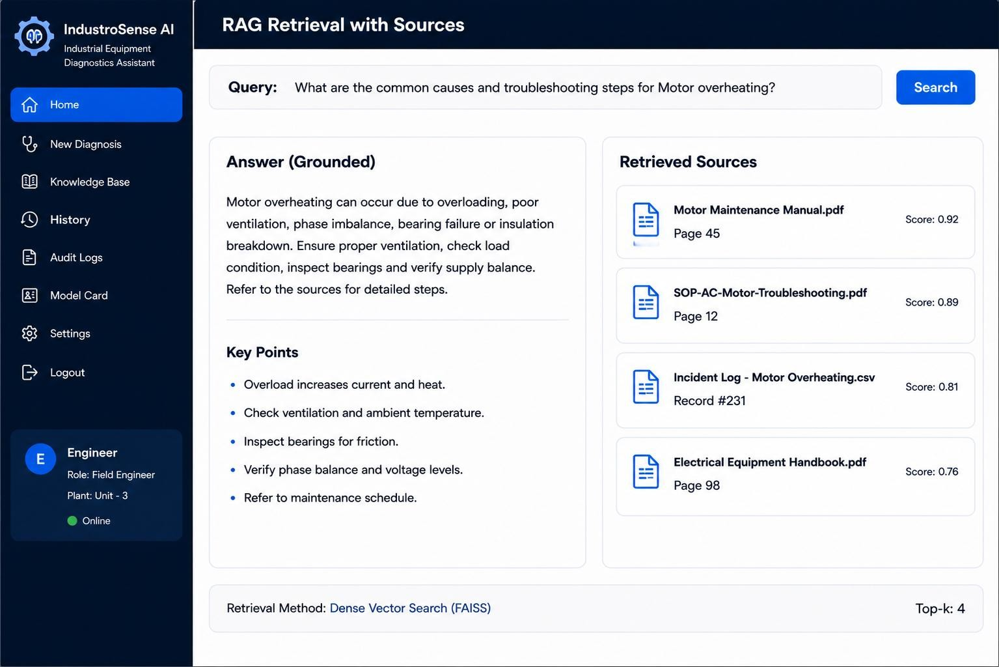 IndustroSense AI
Industrial Equipment
Diagnostics Assistant
Home
New Diagnosis
Knowledge Base
History
Audit Logs
Model Card
Settings
Logout
E
Engineer
Role: Field Engineer
Plant: Unit - 3
Online
RAG Retrieval with Sources
Query: What are the common causes and troubleshooting steps for Motor overheating?
Search
Answer (Grounded)
Motor overheating can occur due to overloading, poor
ventilation, phase imbalance, bearing failure or insulation
breakdown. Ensure proper ventilation, check load
condition, inspect bearings and verify supply balance.
Refer to the sources for detailed steps.
Key Points
• Overload increases current and heat.
• Check ventilation and ambient temperature.
• Inspect bearings for friction.
• Verify phase balance and voltage levels.
• Refer to maintenance schedule.
Retrieved Sources
Motor Maintenance Manual.pdf
Page 45
Score: 0.92
SOP-AC-Motor-Troubleshooting.pdf
Page 12
Score: 0.89
Incident Log - Motor Overheating.csv
Record #231
Score: 0.81
Electrical Equipment Handbook.pdf
Page 98
Score: 0.76
Retrieval Method: Dense Vector Search (FAISS)
Top-k: 4